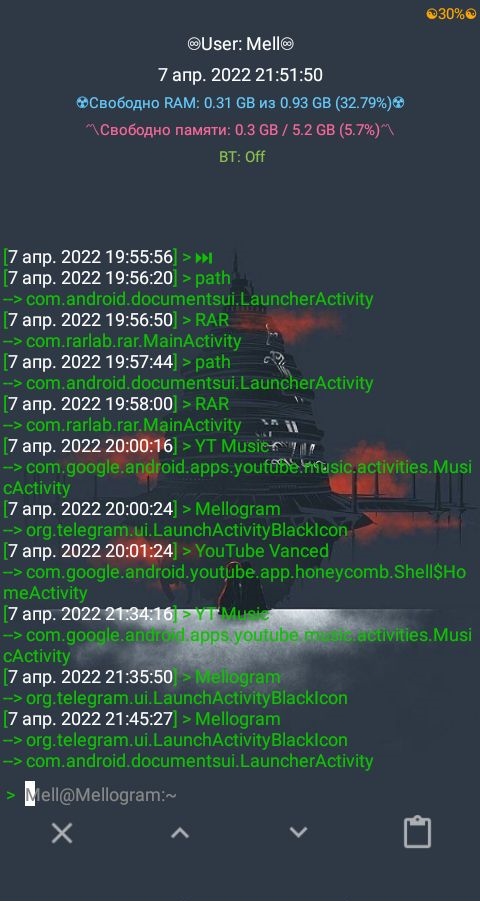 ☯30%☯
♾User: Mell♾
7 апр. 2022 21:51:50
☢Свободно RAM: 0.31 GB из 0.93 GB (32.79%)☢
〽Свободно памяти: 0.3 GB / 5.2 GB (5.7%)〽
BT: Off
[7 апр. 2022 19:55:56] > ⏭
[7 апр. 2022 19:56:20] > path
--> com.android.documentsui.LauncherActivity
[7 апр. 2022 19:56:50] > RAR
--> com.rarlab.rar.MainActivity
[7 апр. 2022 19:57:44] > path
--> com.android.documentsui.LauncherActivity
[7 апр. 2022 19:58:00] > RAR
--> com.rarlab.rar.MainActivity
[7 апр. 2022 20:00:16] > YT Music
--> com.google.android.apps.youtube.music.activities.Musi
cActivity
[7 апр. 2022 20:00:24] > Mellogram
--> org.telegram.ui.LaunchActivityBlackIcon
[7 апр. 2022 20:01:24] > YouTube Vanced
--> com.google.android.youtube.app.honeycomb.Shell$Ho
meActivity
[7 апр. 2022 21:34:16] > YT Music
--> com.google.android.apps.youtube.music.activities.Musi
cActivity
[7 апр. 2022 21:35:50] > Mellogram
--> org.telegram.ui.LaunchActivityBlackIcon
[7 апр. 2022 21:45:27] > Mellogram
--> org.telegram.ui.LaunchActivityBlackIcon
--> com.android.documentsui.LauncherActivity
> Mell@Mellogram:~